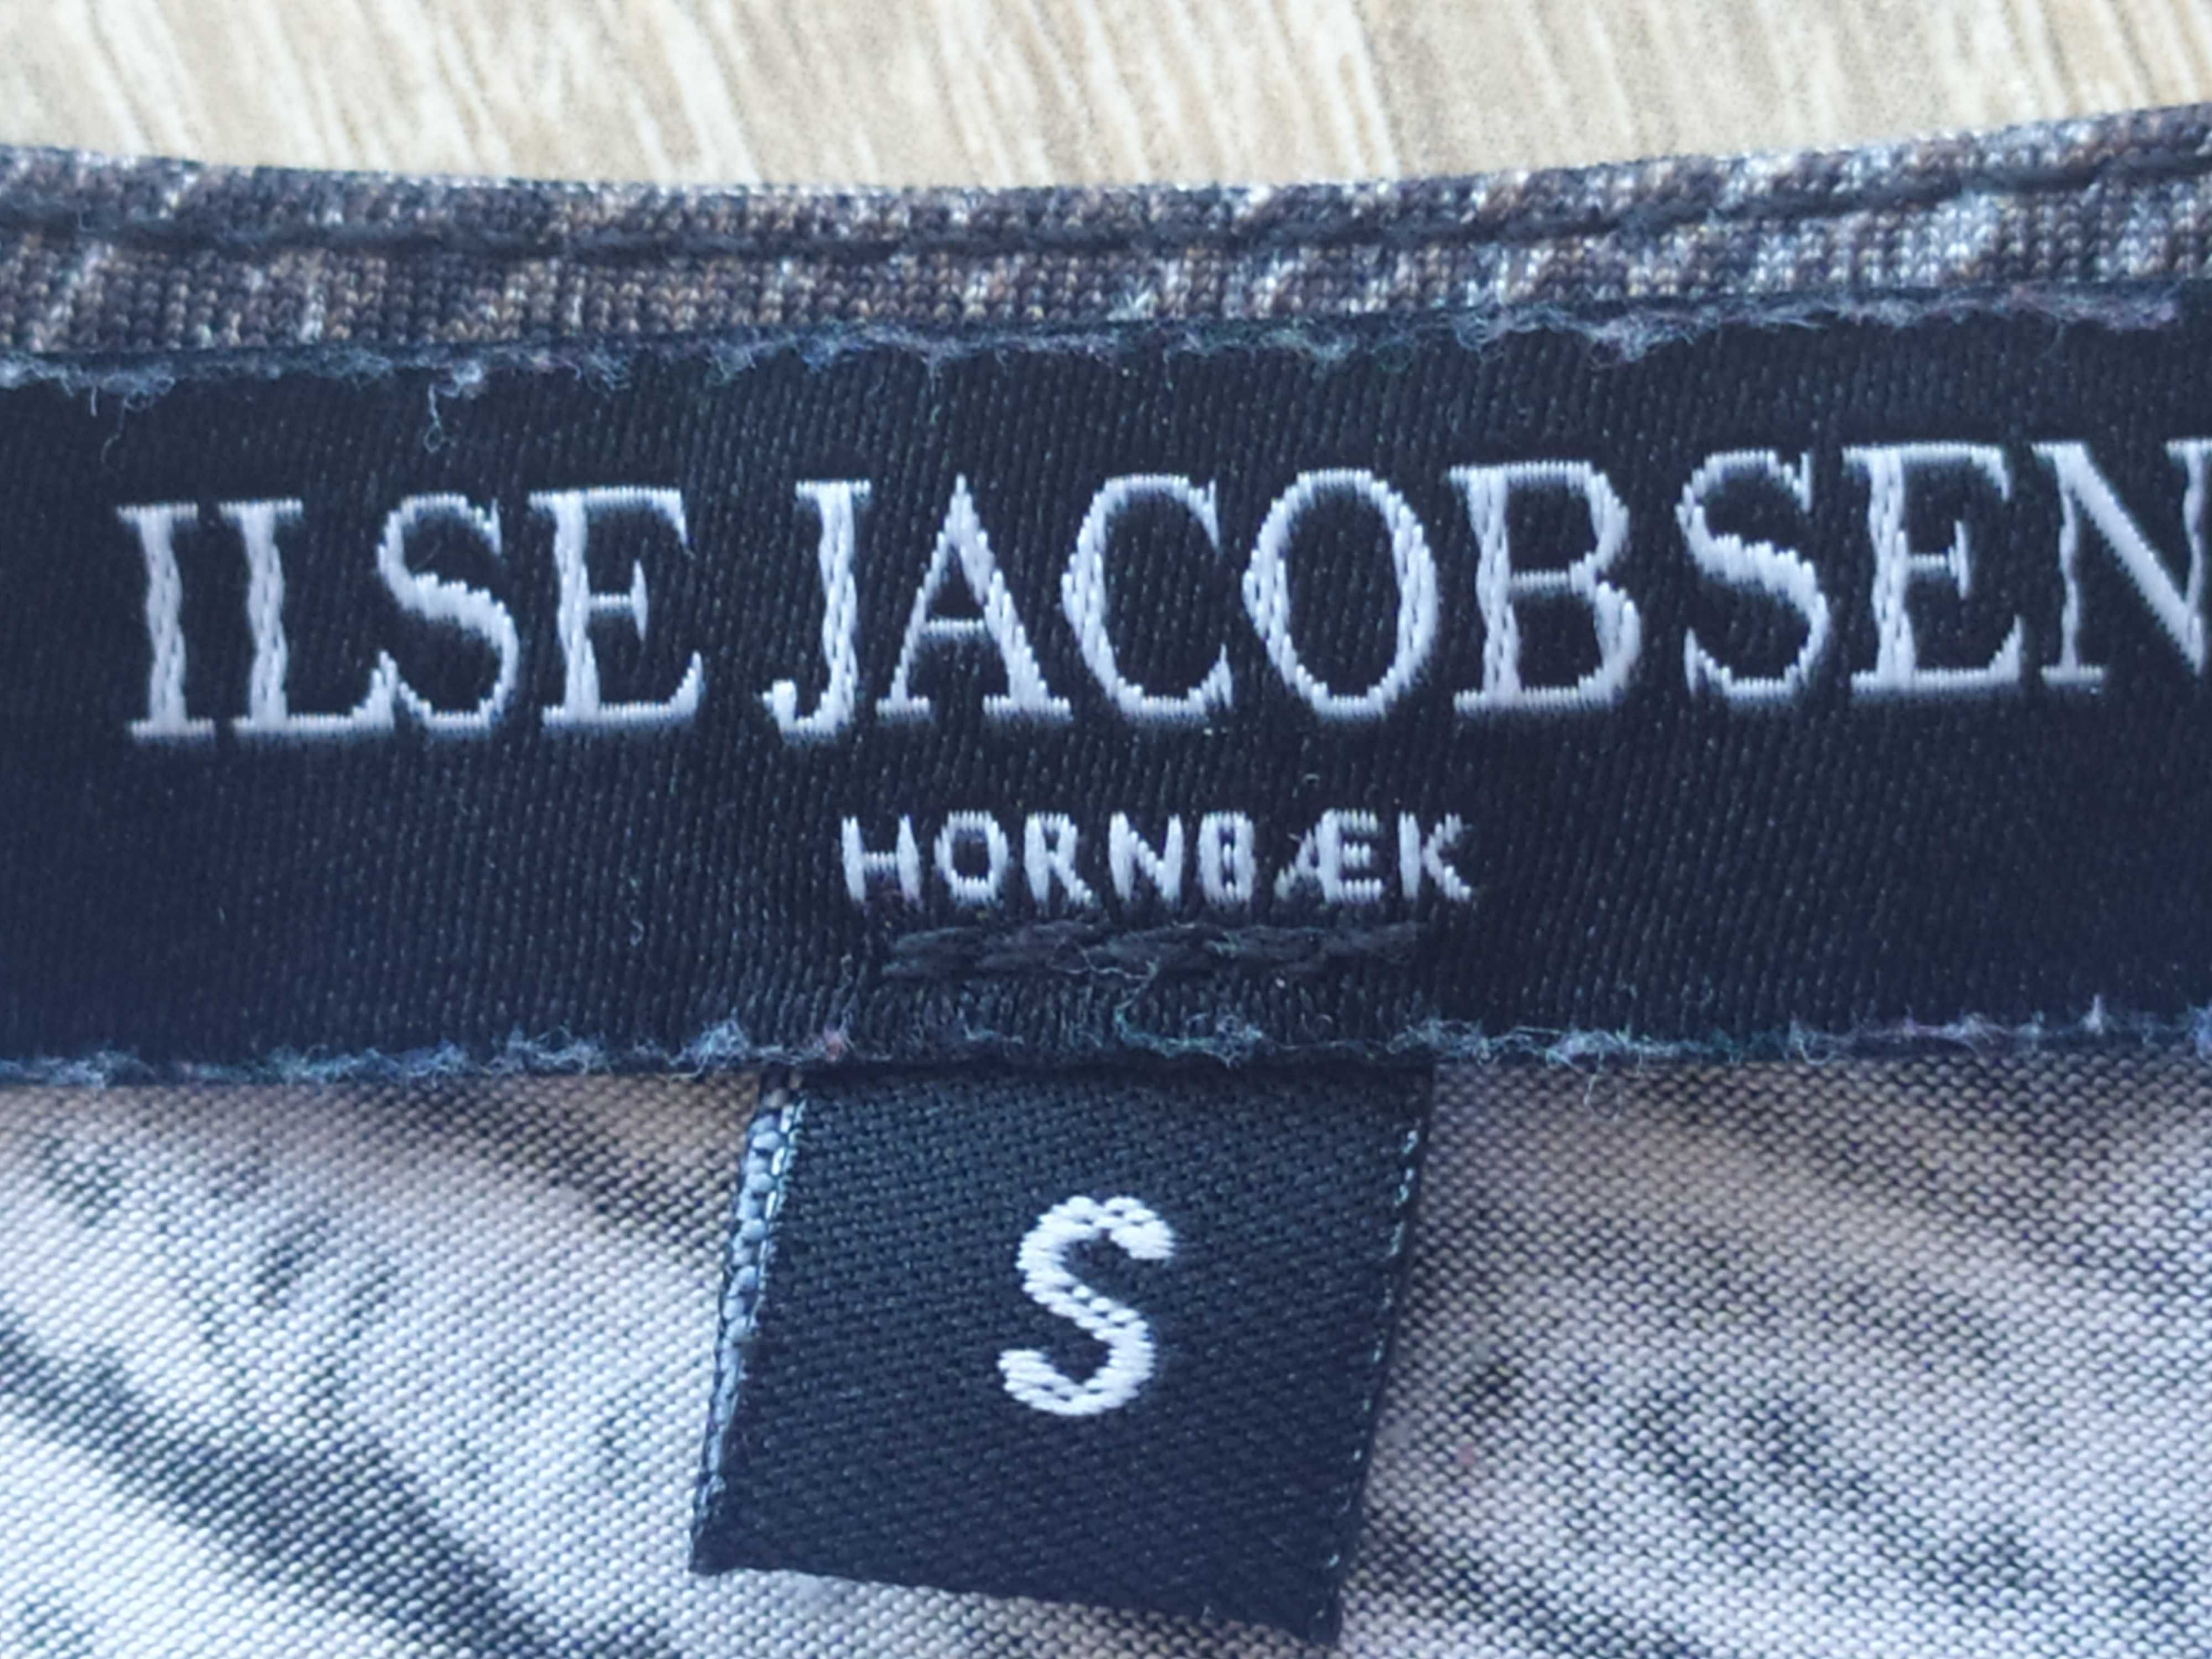 ILSE JACOBSEN
HORNBÆK
S